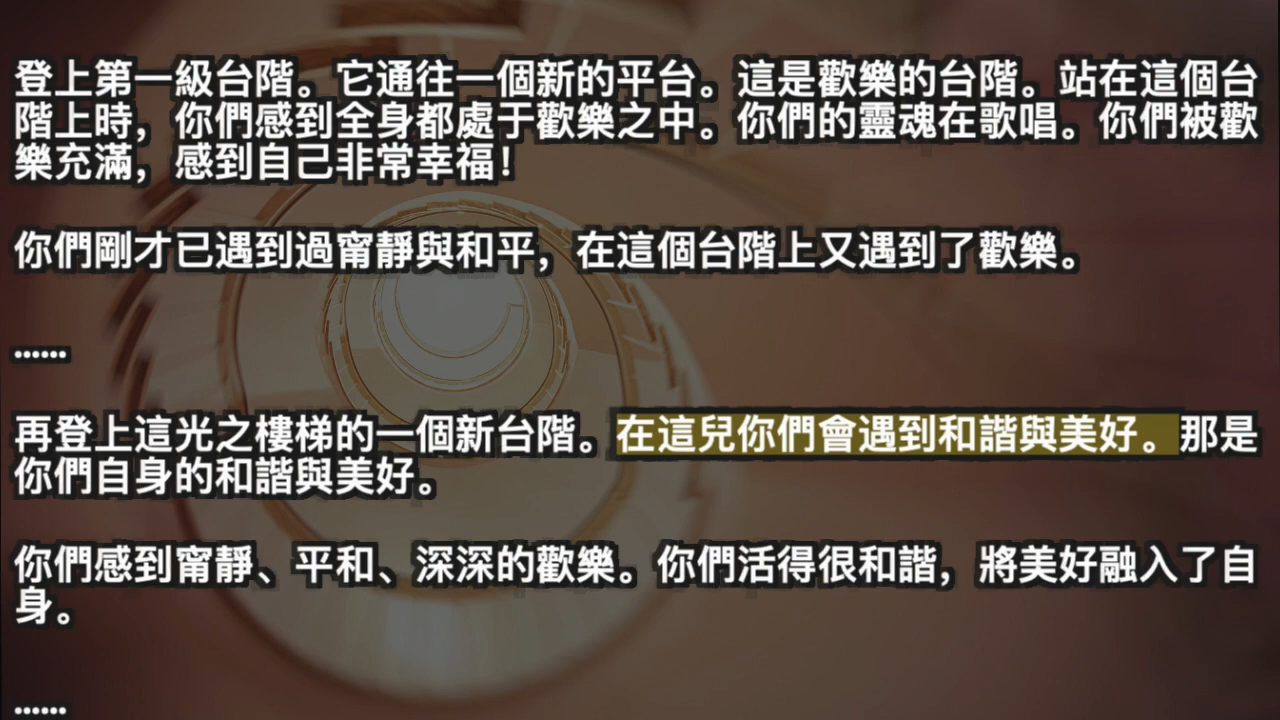 登上第一級台階。它通往一個新的平台。這是歡樂的台階。站在這個台
階上時，你們感到全身都處于歡樂之中。你們的靈魂在歌唱。你們被歡
樂充滿，感到自己非常幸福！
你們剛才已遇到過甯靜與和平，在這個台階上又遇到了歡樂。
……
再登上這光之樓梯的一個新台階。在這兒你們會遇到和諧與美好。那是
你們自身的和諧與美好。
你們感到甯靜、平和、深深的歡樂。你們活得很和諧，將美好融入了自
身。
……